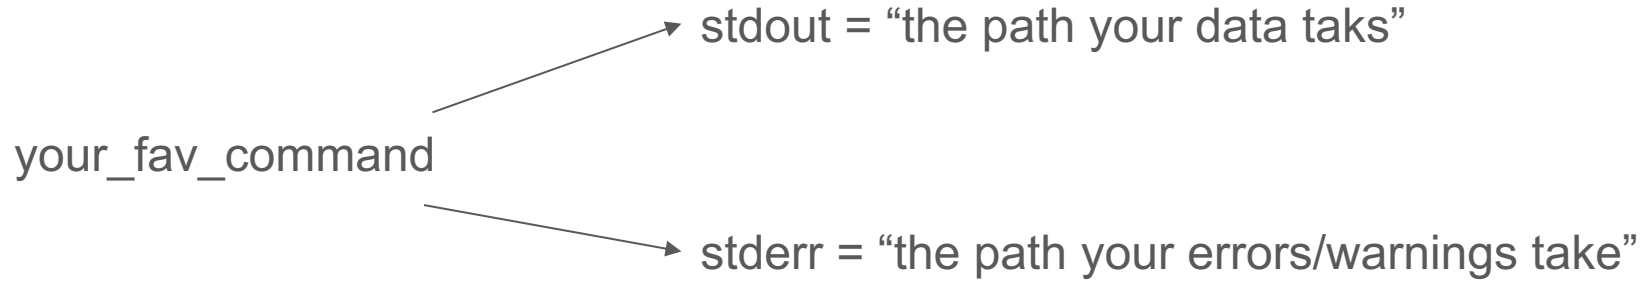 stdout = “the path your data taks”
your_fav_command
stderr = “the path your errors/warnings take”